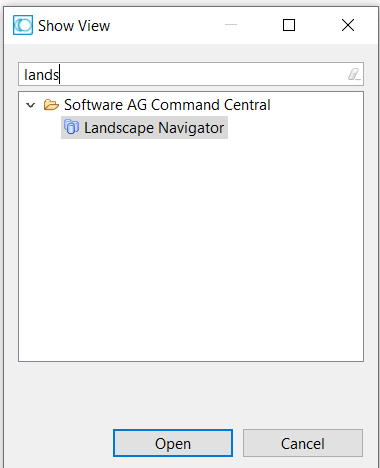 Show View
lands
Software AG Command Central
Landscape Navigator
Open
Cancel